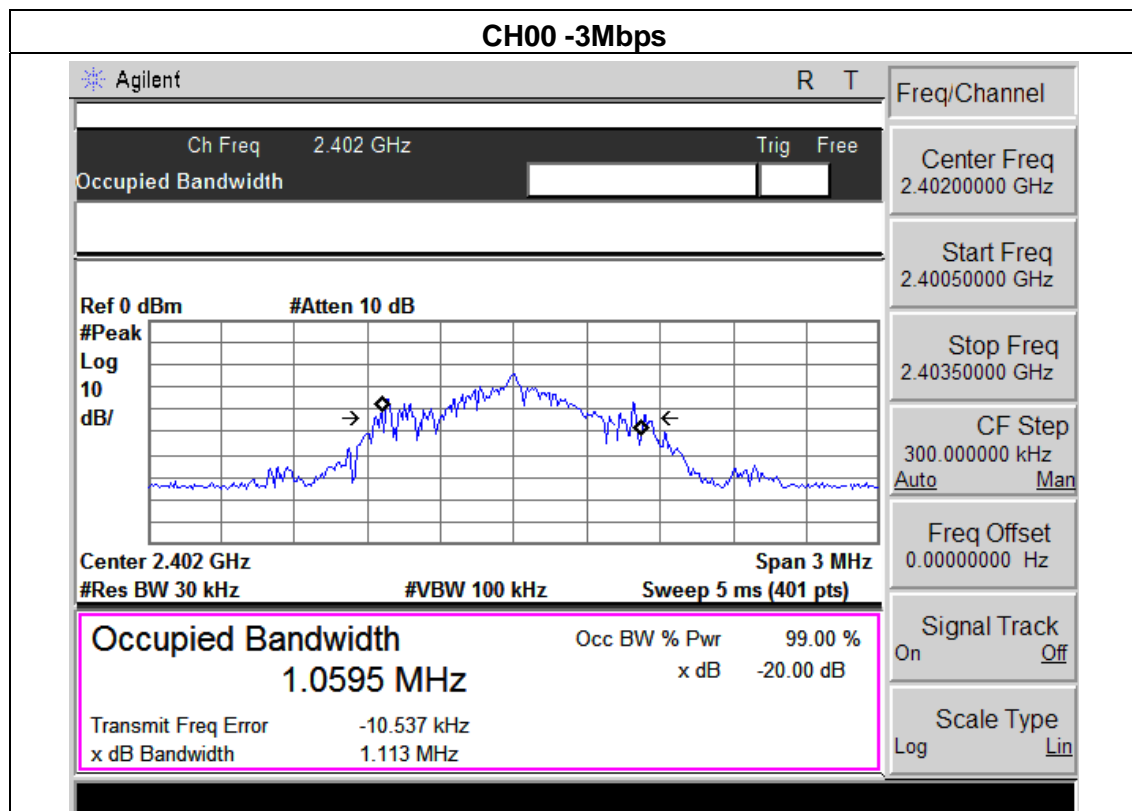 CH00 -3Mbps
Agilent R T
Ch Freq 2.402 GHz Trig Free
Occupied Bandwidth
Ref 0 dBm #Atten 10 dB
#Peak
Log
10
dB/
Center 2.402 GHz Span 3 MHz
#Res BW 30 kHz #VBW 100 kHz Sweep 5 ms (401 pts)
Occupied Bandwidth Occ BW % Pwr 99.00 %
1.0595 MHz x dB -20.00 dB
Transmit Freq Error -10.537 kHz
x dB Bandwidth 1.113 MHz
Freq/Channel
Center Freq
2.40200000 GHz
Start Freq
2.40050000 GHz
Stop Freq
2.40350000 GHz
CF Step
300.000000 kHz
Auto Man
Freq Offset
0.00000000 Hz
Signal Track
On Off
Scale Type
Log Lin